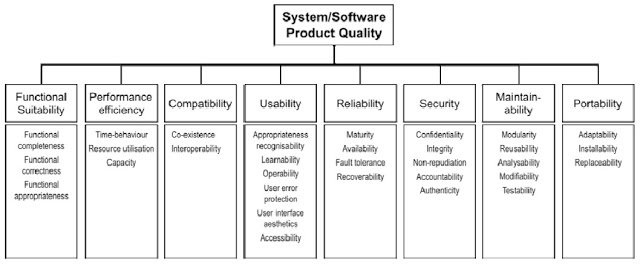 System/Software
Product Quality
Functional
Suitability
Functional
completeness
Functional
correctness
Functional
appropriateness
Performance
efficiency
Time-behaviour
Resource utilisation
Capacity
Compatibility
Co-existence
Interoperability
Usability
Appropriateness
recognisability
Learnability
Operability
User error
protection
User interface
aesthetics
Accessibility
Reliability
Maturity
Availability
Fault tolerance
Recoverability
Security
Confidentiality
Integrity
Non-repudiation
Accountability
Authenticity
Maintain-
ability
Modularity
Reusability
Analysability
Modifiability
Testability
Portability
Adaptability
Installability
Replaceability